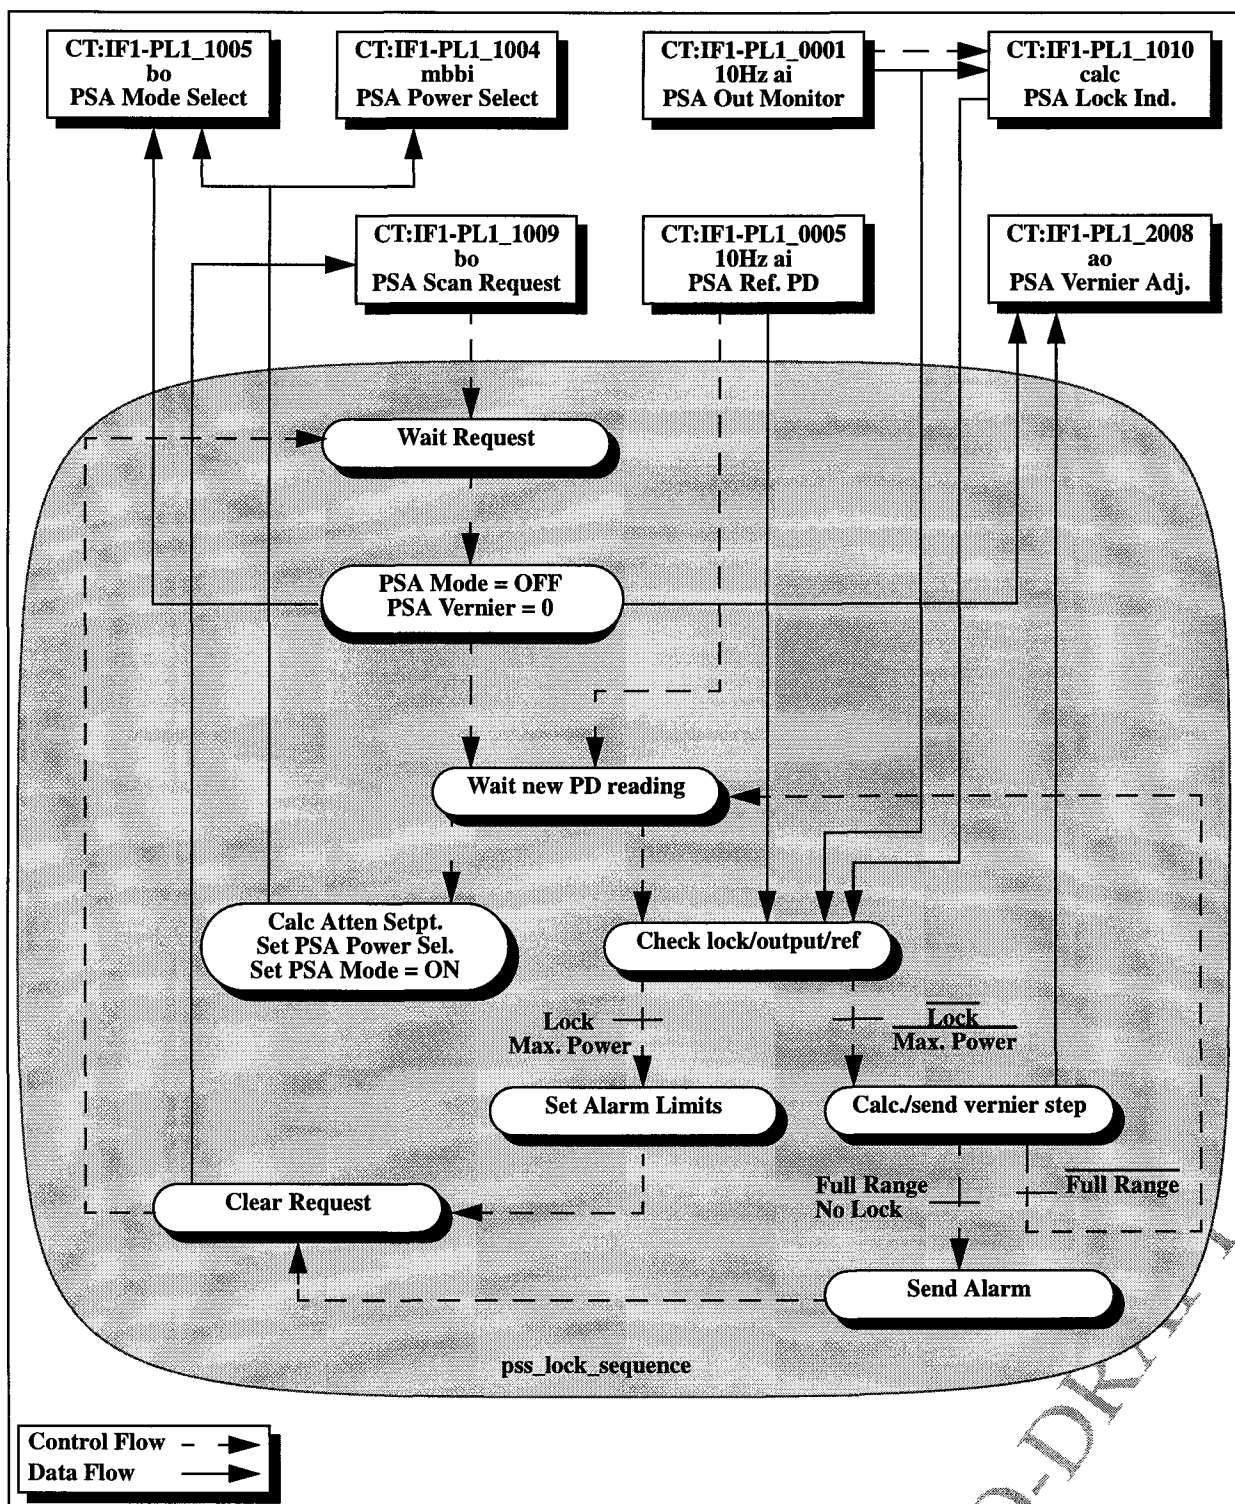 CT:IF1-PL1_1005
bo
PSA Mode Select
CT:IF1-PL1_1004
mbbi
PSA Power Select
CT:IF1-PL1_0001
10Hz ai
PSA Out Monitor
CT:IF1-PL1_1010
calc
PSA Lock Ind.
CT:IF1-PL1_1009
bo
PSA Scan Request
CT:IF1-PL1_0005
10Hz ai
PSA Ref. PD
CT:IF1-PL1_2008
ao
PSA Vernier Adj.
Wait Request
PSA Mode = OFF
PSA Vernier = 0
Wait new PD reading
Calc Atten Setpt.
Set PSA Power Sel.
Set PSA Mode = ON
Check lock/output/ref
Lock
Max. Power
Lock
Max. Power
Set Alarm Limits
Calc./send vernier step
Full Range
No Lock
Full Range
Clear Request
Send Alarm
pss_lock_sequence
Control Flow
Data Flow